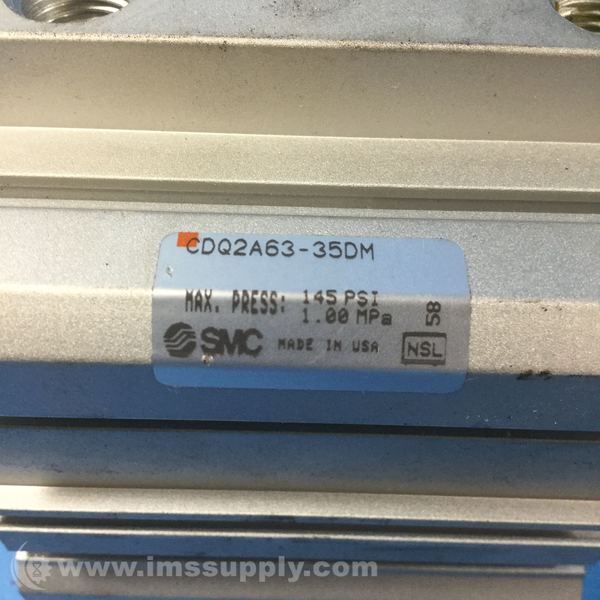 CDQ2A63-35DM
MAX. PRESS: 145 PSI
1.00 MPa
58
SMC MADE IN USA
NSL
www.imssupply.com